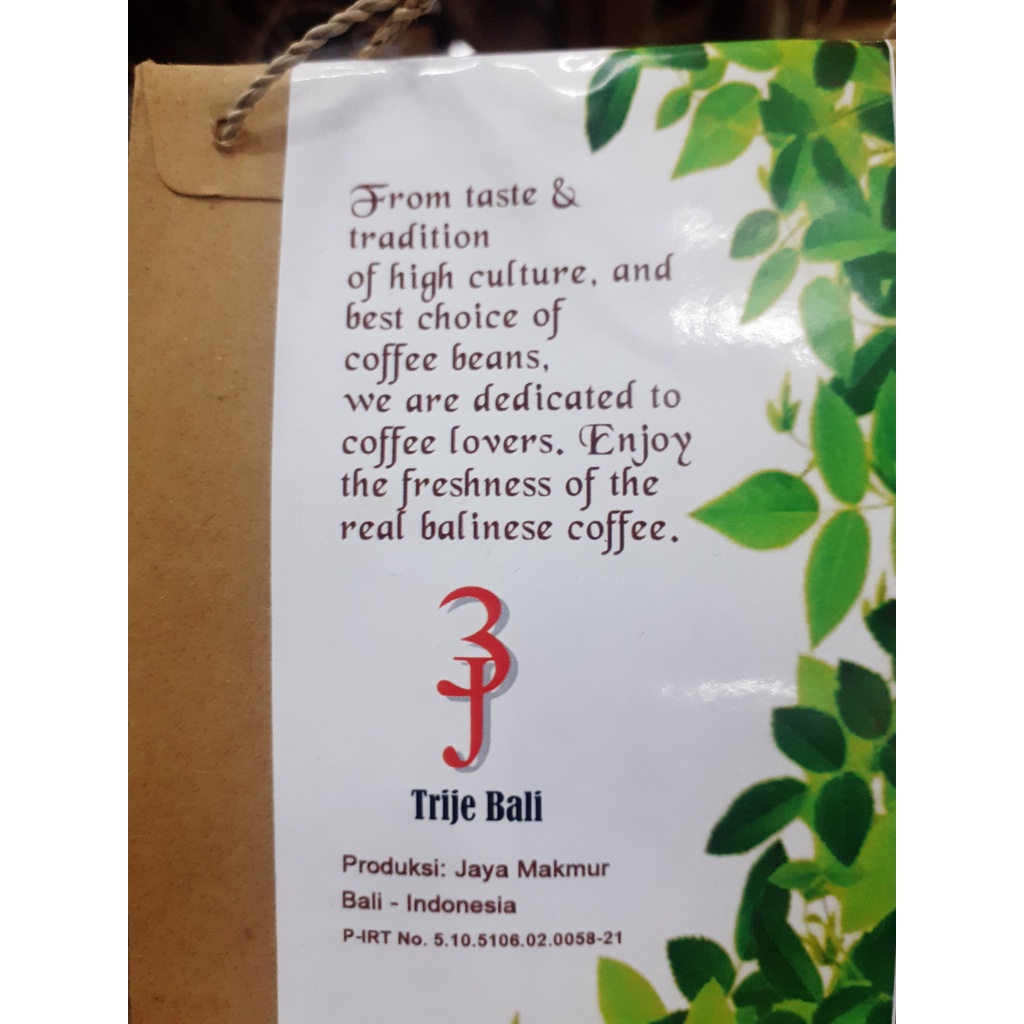 From taste &
tradition
of high culture, and
best choice of
coffee beans,
we are dedicated to
coffee lovers. Enjoy
the freshness of the
real balinese coffee.
3J
Trije Bali
Produksi: Jaya Makmur
Bali - Indonesia
P-IRT No. 5.10.5106.02.0058-21